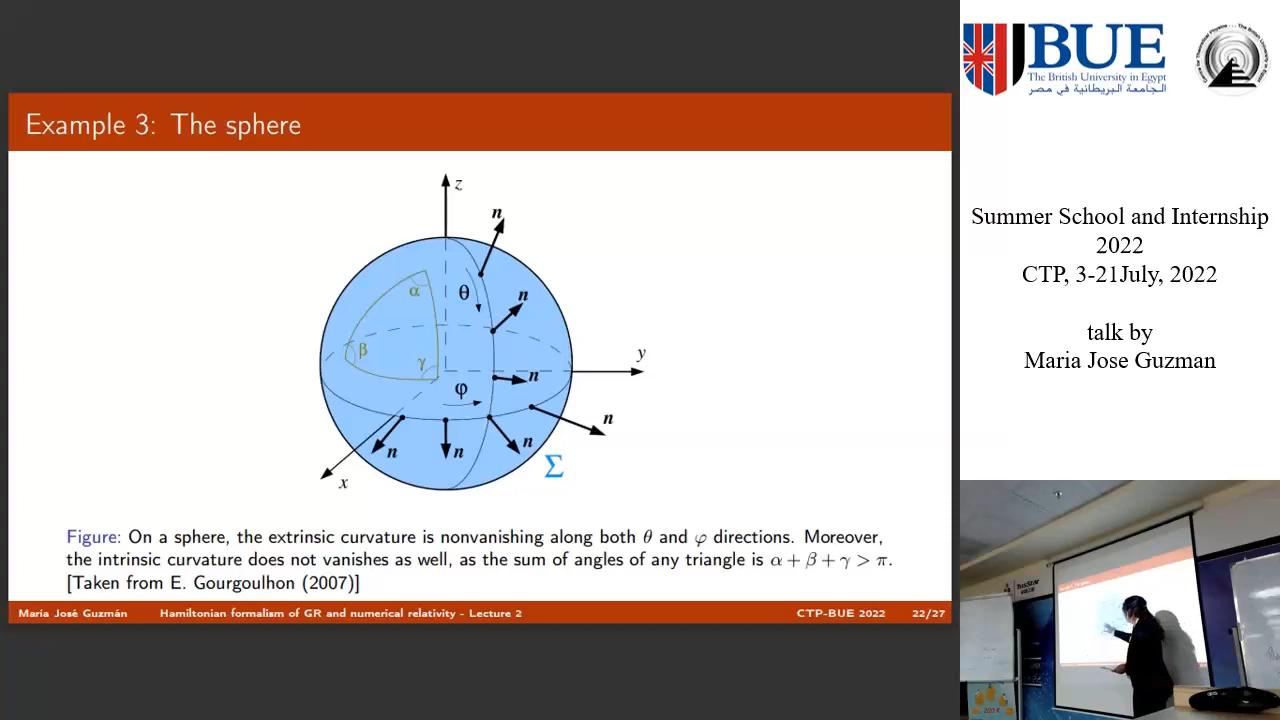 Example 3: The sphere
z
n
α
θ
n
β
γ
y
n
φ
n
n
n
n
x
Σ
Figure: On a sphere, the extrinsic curvature is nonvanishing along both θ and φ directions. Moreover,
the intrinsic curvature does not vanishes as well, as the sum of angles of any triangle is α + β + γ > π.
[Taken from E. Gourgoulhon (2007)]
María José Guzmán Hamiltonian formalism of GR and numerical relativity - Lecture 2 CTP-BUE 2022 22/27
BUE
The British University in Egypt
الجامعة البريطانية في مصر
Summer School and Internship
2022
CTP, 3-21July, 2022
talk by
Maria Jose Guzman